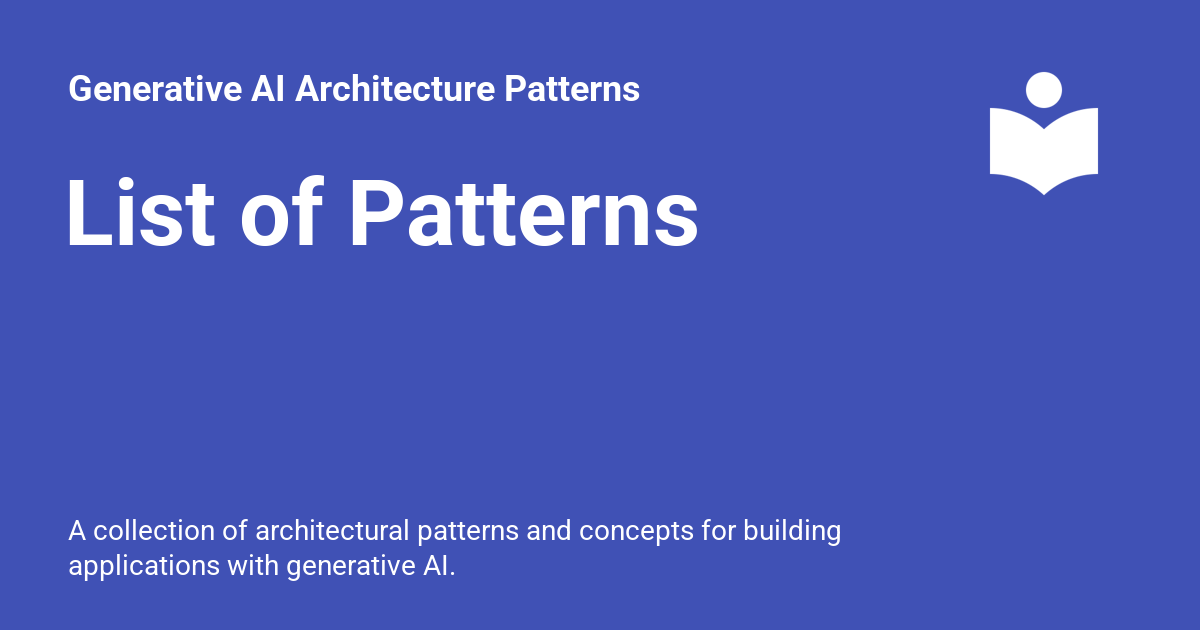 Generative AI Architecture Patterns
List of Patterns
A collection of architectural patterns and concepts for building
applications with generative AI.